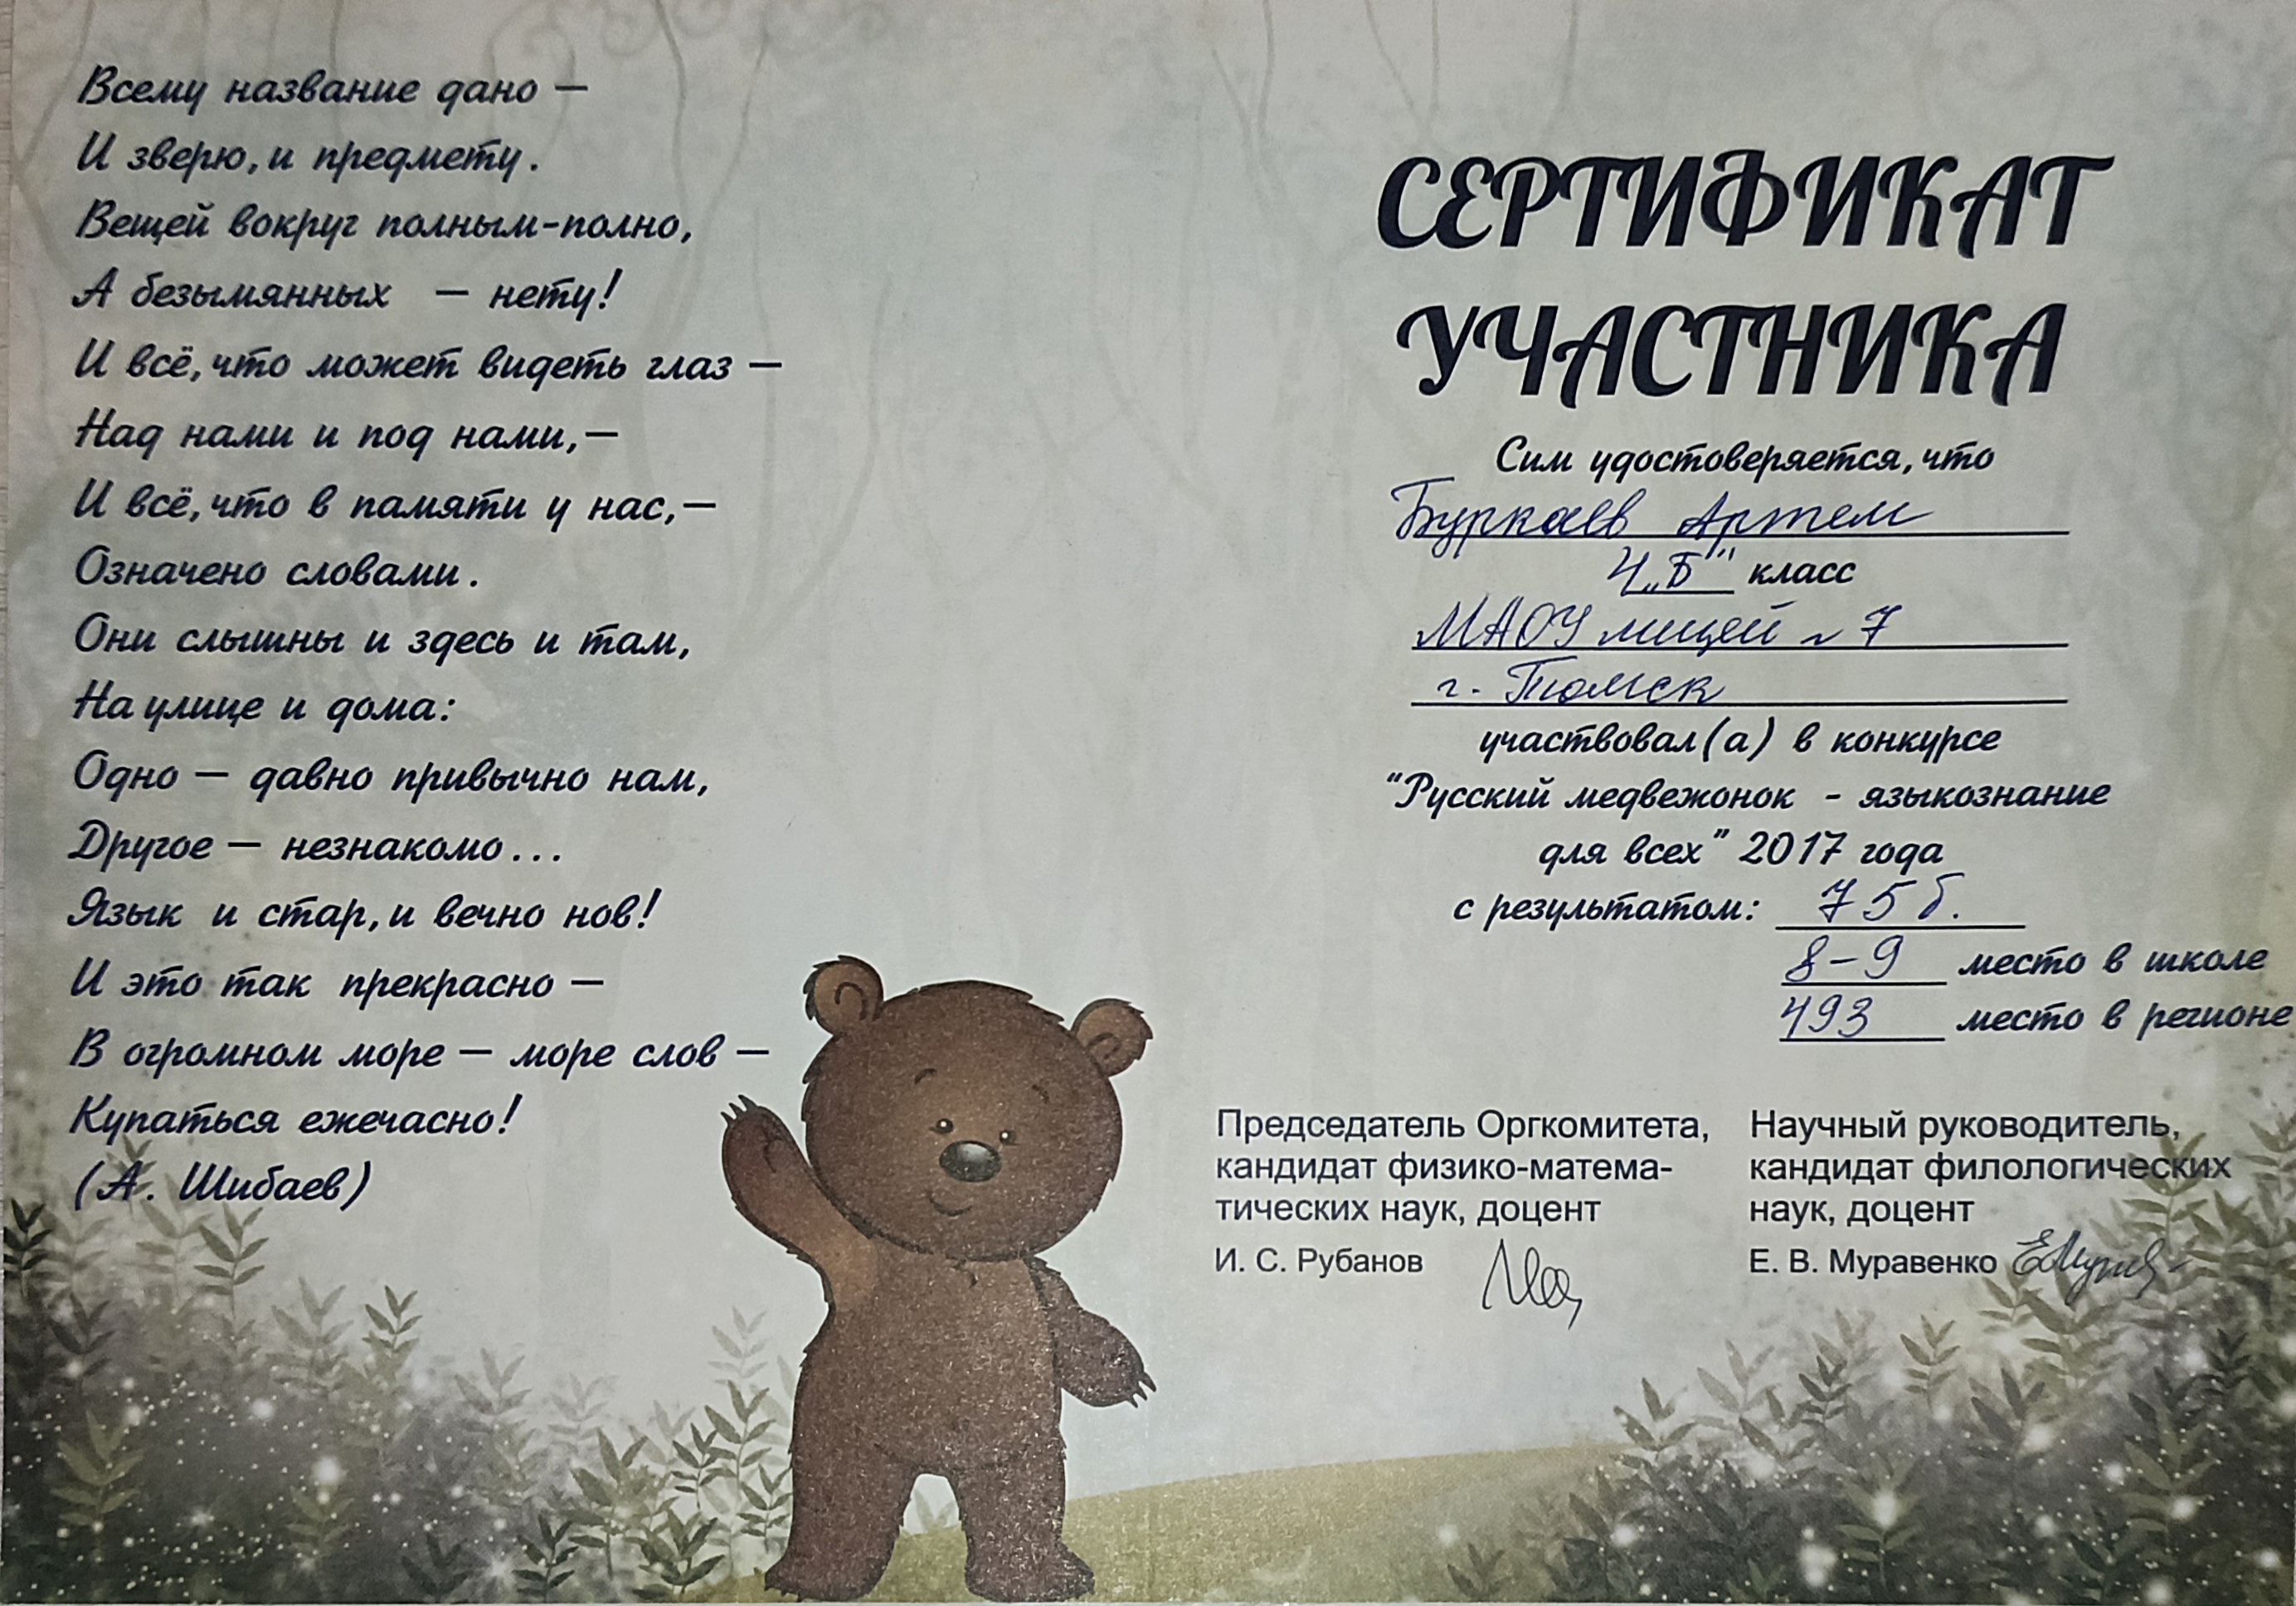 Всему название дано —
И зверю, и предмету.
Вещей вокруг полным-полно,
А безымянных — нету!
И всё, что может видеть глаз —
Над нами и под нами, —
И всё, что в памяти у нас, —
Означено словами.
Они слышны и здесь и там,
На улице и дома:
Одно — давно привычно нам,
Другое — незнакомо...
Язык и стар, и вечно нов!
И это так прекрасно —
В огромном море — море слов —
Купаться ежечасно!
(А. Шибаев)
СЕРТИФИКАТ
УЧАСТНИКА
Сим удостоверяется, что
Буркаев Артем
4 „Б" класс
МАОУ лицей № 7
г. Томск
участвовал(а) в конкурсе
"Русский медвежонок - языкознание
для всех" 2017 года
с результатом: 75 б.
8-9 место в школе
493 место в регионе
Председатель Оргкомитета,
кандидат физико-матема-
тических наук, доцент
И. С. Рубанов
Научный руководитель,
кандидат филологических
наук, доцент
Е. В. Муравенко